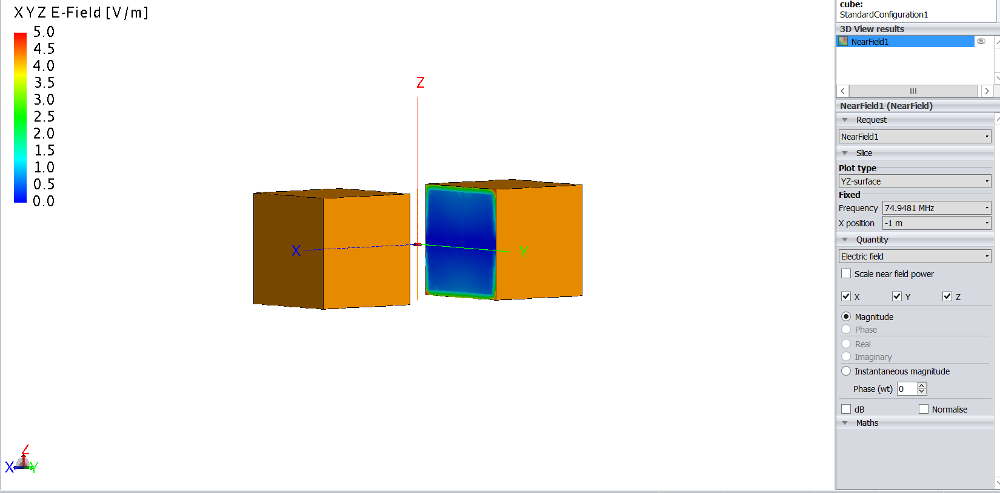 XYZ E-Field [V/m]
5.0
4.5
4.0
3.5
3.0
2.5
2.0
1.5
1.0
0.5
0.0
Z
X
Y
Z
X
Y
cube:
StandardConfiguration1
3D View results
NearField1
NearField1 (NearField)
Request
NearField1
Slice
Plot type
YZ-surface
Fixed
Frequency 74.9481 MHz
X position -1 m
Quantity
Electric field
Scale near field power
X Y Z
Magnitude
Phase
Real
Imaginary
Instantaneous magnitude
Phase (wt) 0
dB Normalise
Maths